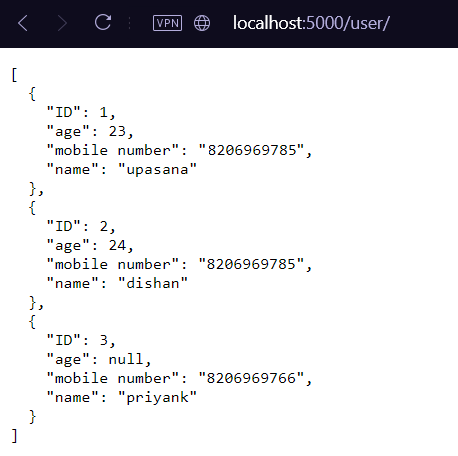 VPN localhost:5000/user/
[
  {
    "ID": 1,
    "age": 23,
    "mobile number": "8206969785",
    "name": "upasana"
  },
  {
    "ID": 2,
    "age": 24,
    "mobile number": "8206969785",
    "name": "dishan"
  },
  {
    "ID": 3,
    "age": null,
    "mobile number": "8206969766",
    "name": "priyank"
  }
]